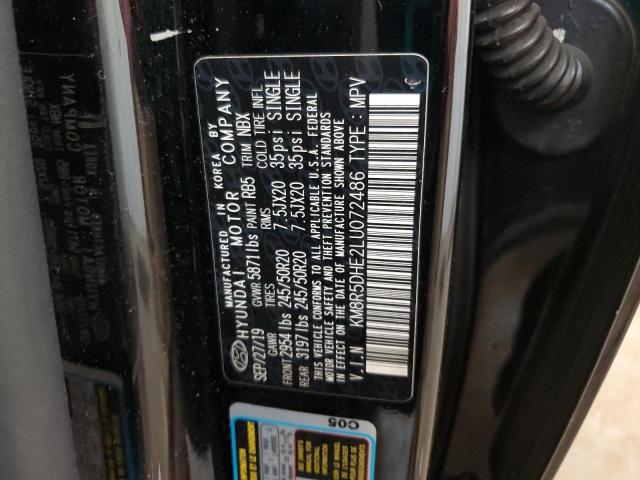 MANUFACTURED IN KOREA BY
HYUNDAI MOTOR COMPANY
SEP/27/19 GVWR 5871lbs PAINT RB5 TRIM NBX
GAWR TIRES RIMS COLD TIRE INFL.
FRONT 2954lbs 245/50R20 7.5JX20 35psi SINGLE
REAR 3197lbs 245/50R20 7.5JX20 35psi SINGLE
THIS VEHICLE CONFORMS TO ALL APPLICABLE U.S.A. FEDERAL
MOTOR VEHICLE SAFETY AND THEFT PREVENTION STANDARDS
IN EFFECT ON THE DATE OF MANUFACTURE SHOWN ABOVE
V.I.N : KM8R5DHE2LU072486 TYPE : MPV
C05